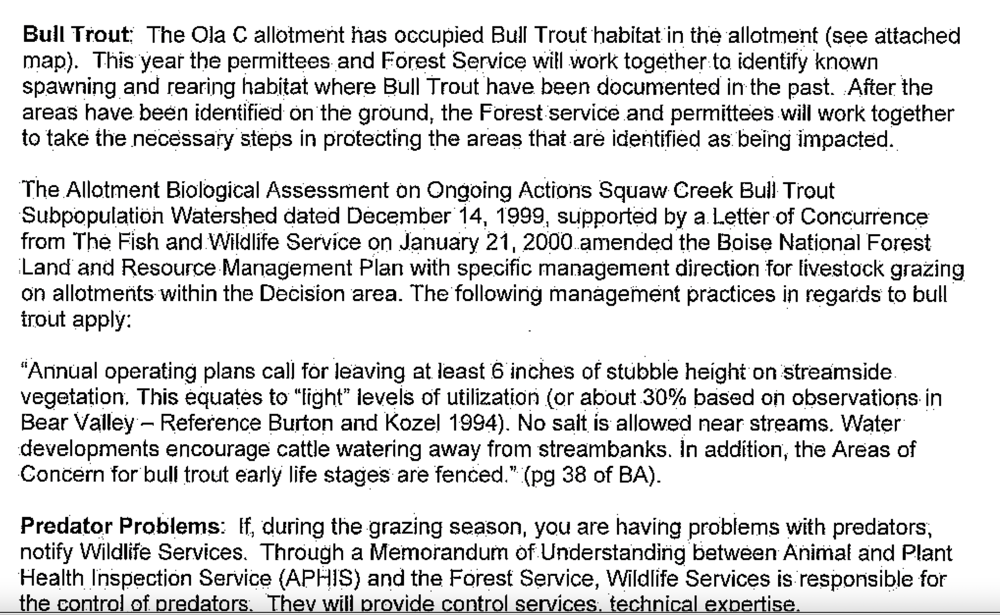 Bull Trout:  The Ola C allotment has occupied Bull Trout habitat in the allotment (see attached
map).  This year the permittees and Forest Service will work together to identify known
spawning and rearing habitat where Bull Trout have been documented in the past.  After the
areas have been identified on the ground, the Forest service and permittees will work together
to take the necessary steps in protecting the areas that are identified as being impacted.

The Allotment Biological Assessment on Ongoing Actions Squaw Creek Bull Trout
Subpopulation Watershed dated December 14, 1999, supported by a Letter of Concurrence
from The Fish and Wildlife Service on January 21, 2000 amended the Boise National Forest
Land and Resource Management Plan with specific management direction for livestock grazing
on allotments within the Decision area. The following management practices in regards to bull
trout apply:

“Annual operating plans call for leaving at least 6 inches of stubble height on streamside
vegetation. This equates to “light” levels of utilization (or about 30% based on observations in
Bear Valley – Reference Burton and Kozel 1994). No salt is allowed near streams. Water
developments encourage cattle watering away from streambanks. In addition, the Areas of
Concern for bull trout early life stages are fenced.” (pg 38 of BA).

Predator Problems:  If, during the grazing season, you are having problems with predators,
notify Wildlife Services.  Through a Memorandum of Understanding between Animal and Plant
Health Inspection Service (APHIS) and the Forest Service, Wildlife Services is responsible for
the control of predators.  They will provide control services, technical expertise,